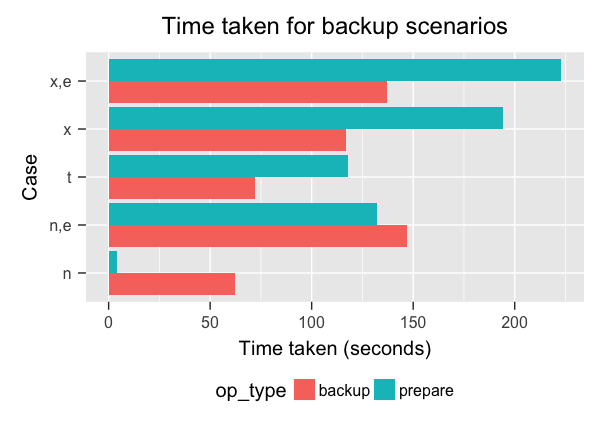 Time taken for backup scenarios
Case
x,e
x
t
n,e
n
0 50 100 150 200
Time taken (seconds)
op_type backup prepare